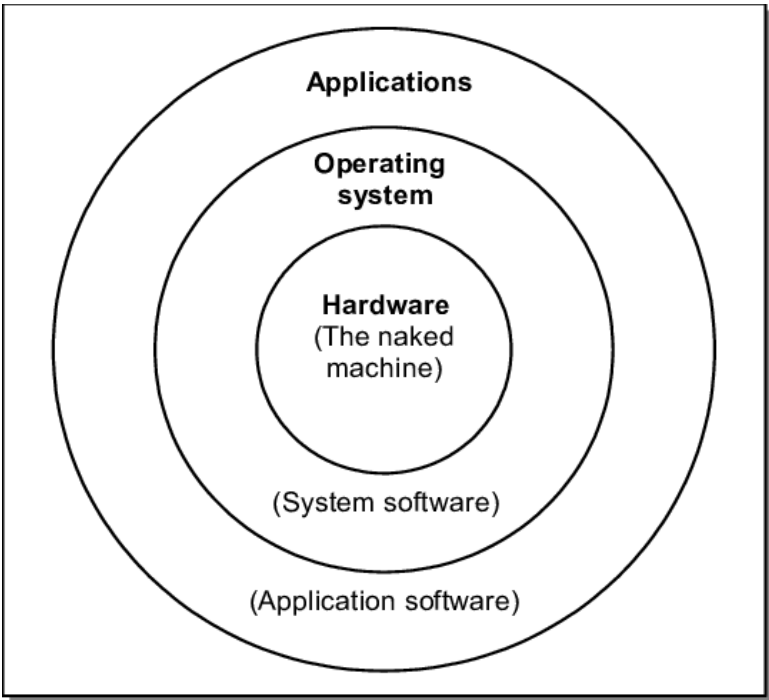 Applications
Operating
system
Hardware
(The naked
machine)
(System software)
(Application software)